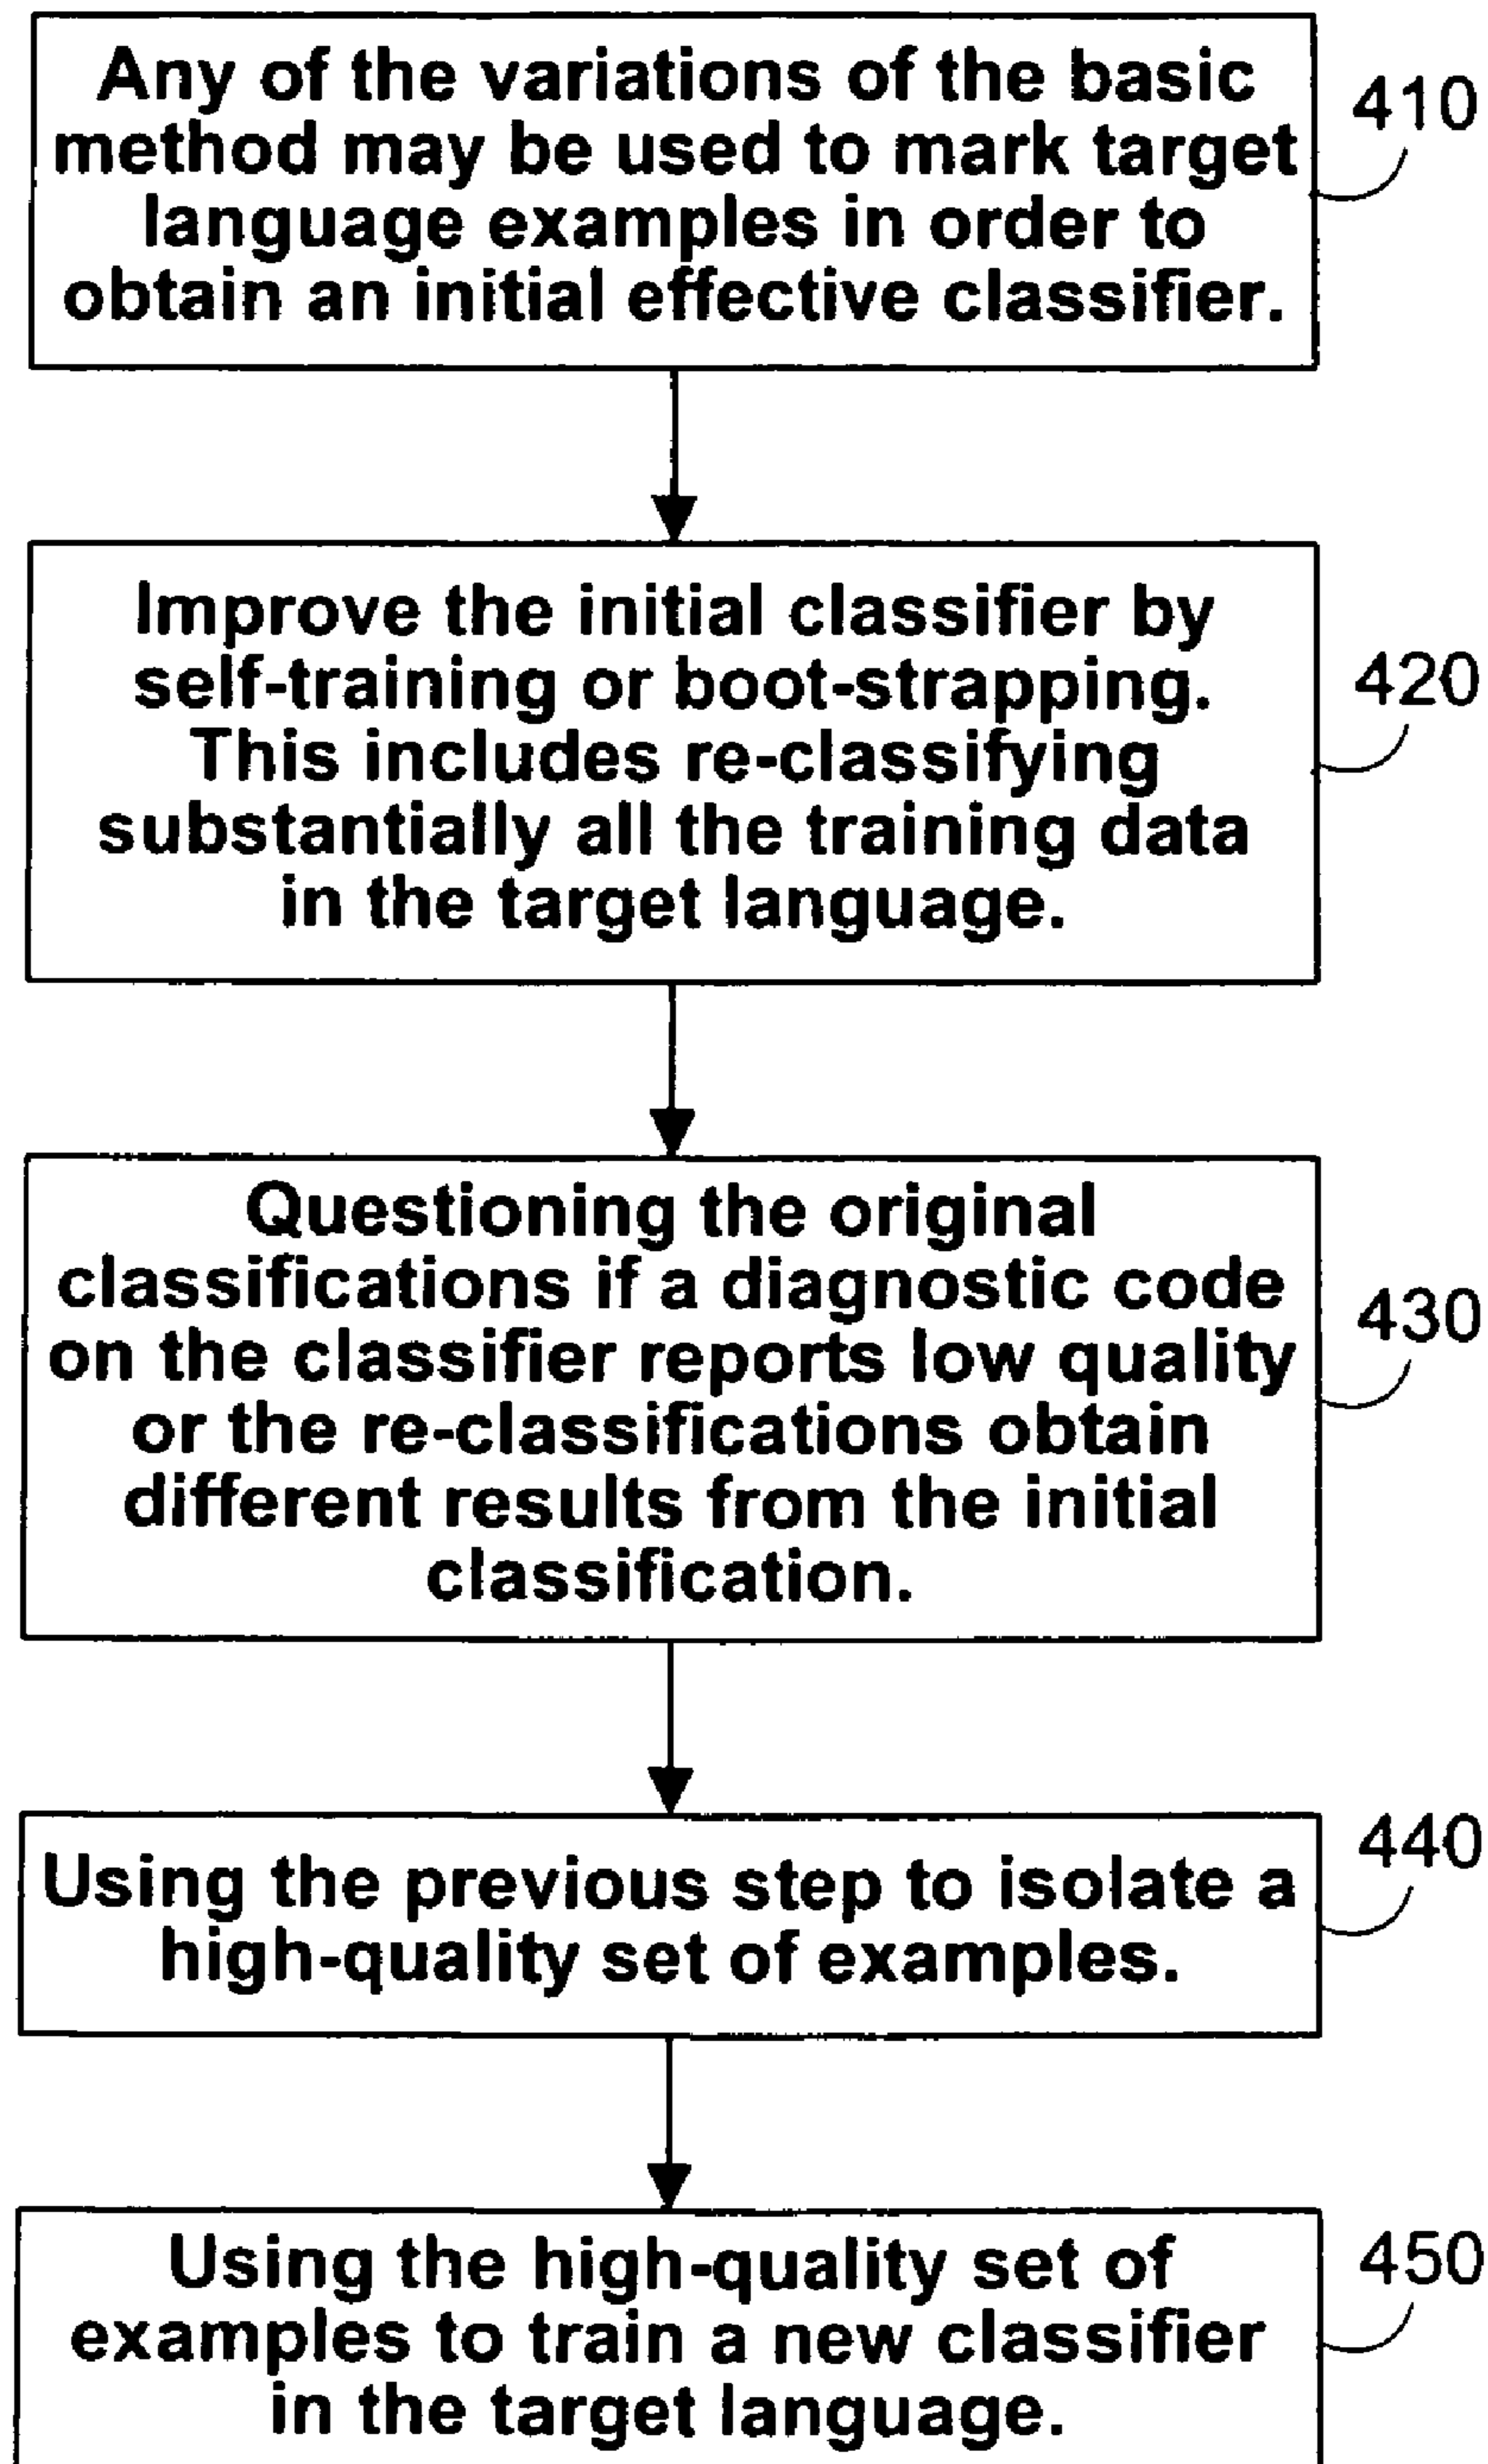 Any of the variations of the basic
method may be used to mark target
language examples in order to
obtain an initial effective classifier.
410
Improve the initial classifier by
self-training or boot-strapping.
This includes re-classifying
substantially all the training data
in the target language.
420
Questioning the original
classifications if a diagnostic code
on the classifier reports low quality
or the re-classifications obtain
different results from the initial
classification.
430
Using the previous step to isolate a
high-quality set of examples.
440
Using the high-quality set of
examples to train a new classifier
in the target language.
450